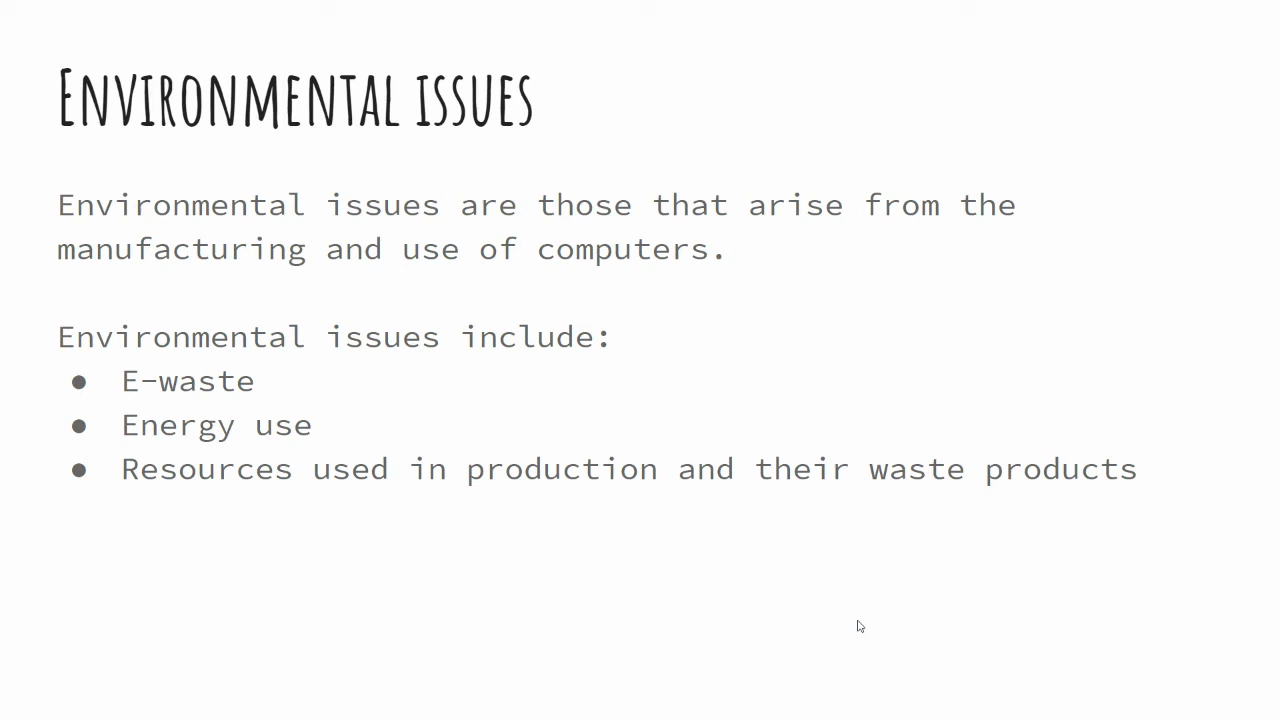 Environmental issues
Environmental issues are those that arise from the
manufacturing and use of computers.
Environmental issues include:
● E-waste
● Energy use
● Resources used in production and their waste products